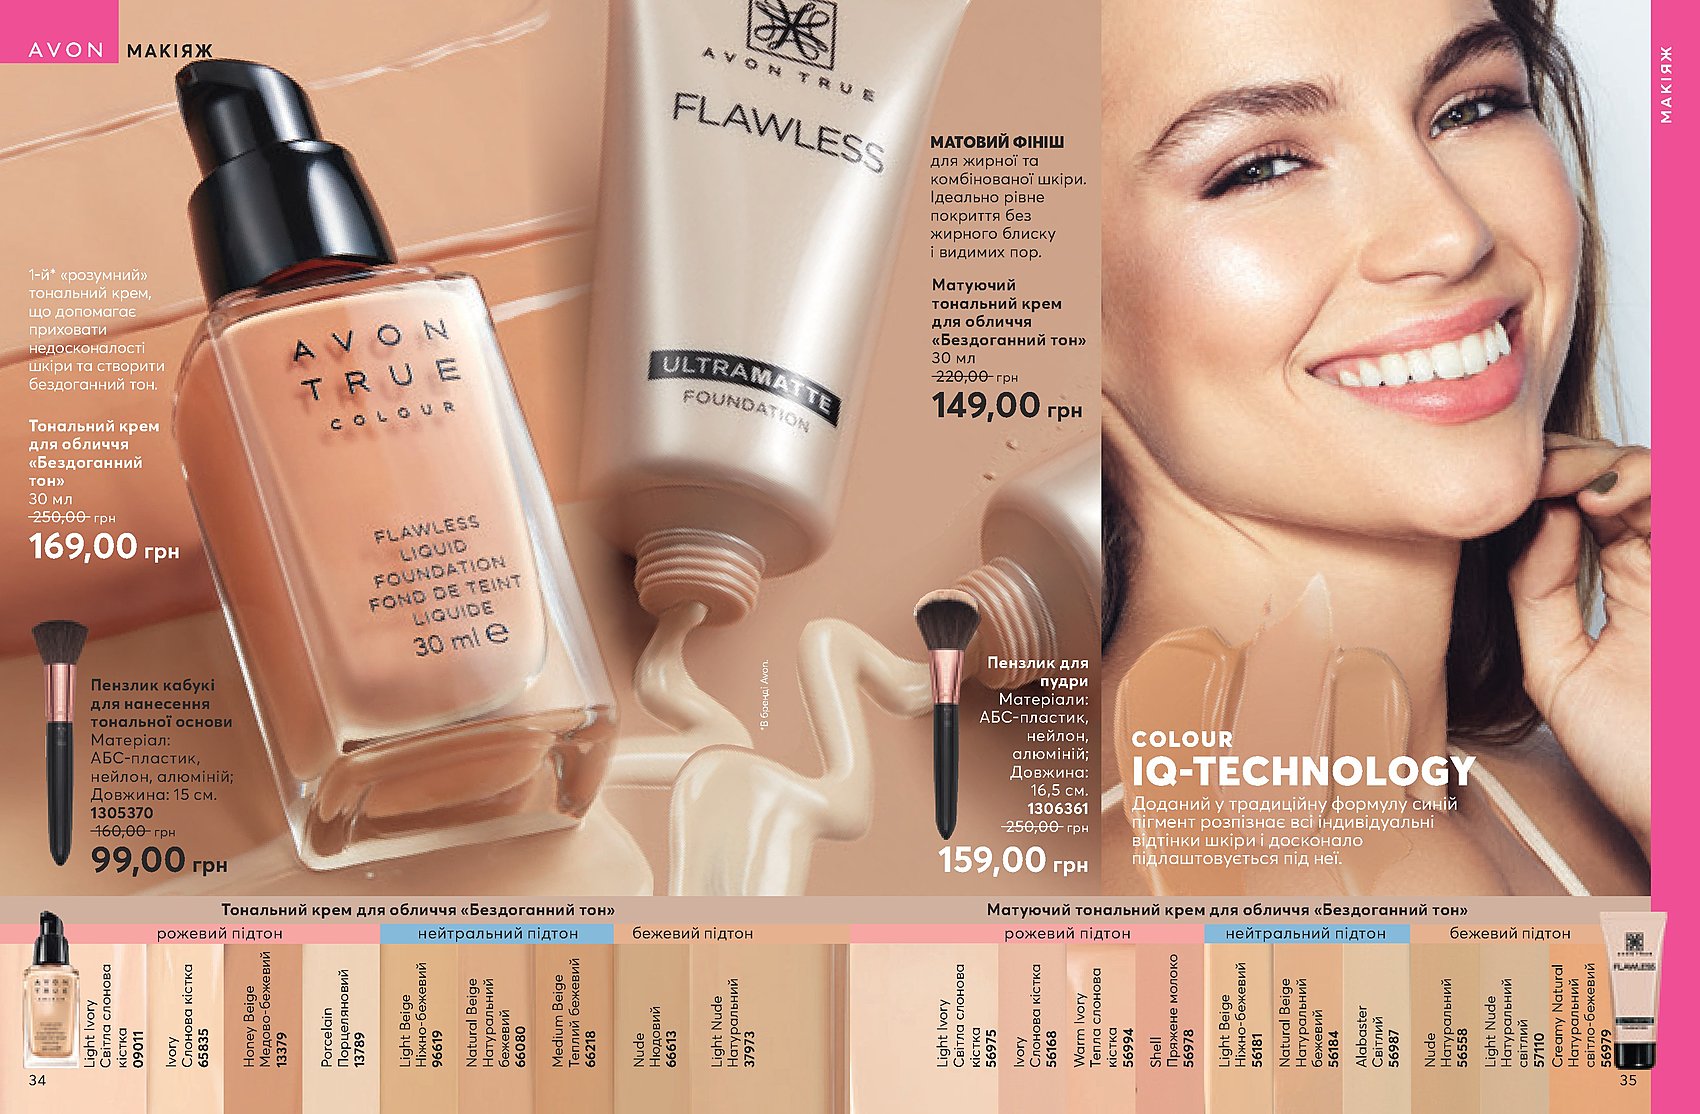 AVON
МАКІЯЖ
МАКІЯЖ
1-й* «розумний»
тональний крем,
що допомагає
приховати
недосконалості
шкіри та створити
бездоганний тон.
Тональний крем
для обличчя
«Бездоганний
тон»
30 мл
250,00 грн
169,00 грн
Пензлик кабукі
для нанесення
тональної основи
Матеріал:
АБС-пластик,
нейлон, алюміній;
Довжина: 15 см.
1305370
160,00 грн
99,00 грн
AVON
TRUE
COLOUR
FLAWLESS
LIQUID
FOUNDATION
FOND DE TEINT
LIQUIDE
30 ml e
AVON TRUE
FLAWLESS
ULTRAMATTE
FOUNDATION
МАТОВИЙ ФІНІШ
для жирної та
комбінованої шкіри.
Ідеально рівне
покриття без
жирного блиску
і видимих пор.
Матуючий
тональний крем
для обличчя
«Бездоганний тон»
30 мл
220,00 грн
149,00 грн
*В бренді Avon.
Пензлик для
пудри
Матеріали:
АБС-пластик,
нейлон,
алюміній;
Довжина:
16,5 см.
1306361
250,00 грн
159,00 грн
COLOUR
IQ-TECHNOLOGY
Доданий у традиційну формулу синій
пігмент розпізнає всі індивідуальні
відтінки шкіри і досконало
підлаштовується під неї.
Тональний крем для обличчя «Бездоганний тон»
рожевий підтон
нейтральний підтон
бежевий підтон
AVON
TRUE
Light Ivory
Світла слонова
кістка
09011
Ivory
Слонова кістка
65835
Honey Beige
Медово-бежевий
13379
Porcelain
Порцеляновий
13789
Light Beige
Ніжно-бежевий
96619
Natural Beige
Натуральний
бежевий
66080
Medium Beige
Теплий бежевий
66218
Nude
Нюдовий
66613
Light Nude
Натуральний
37973
Матуючий тональний крем для обличчя «Бездоганний тон»
рожевий підтон
нейтральний підтон
бежевий підтон
Light Ivory
Світла слонова
кістка
56975
Ivory
Слонова кістка
56168
Warm Ivory
Тепла слонова
кістка
56994
Shell
Пряжене молоко
56978
Light Beige
Ніжно-бежевий
56181
Natural Beige
Натуральний
бежевий
56184
Alabaster
Світлий
56987
Nude
Натуральний
56558
Light Nude
Натуральний
світлий
57110
Creamy Natural
Натуральний
світло-бежевий
56979
FLAWLESS
34
35